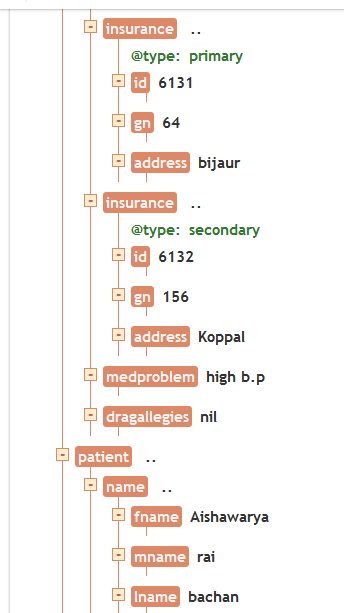 insurance ..
@type: primary
id 6131
gn 64
address bijaur
insurance ..
@type: secondary
id 6132
gn 156
address Koppal
medproblem high b.p
dragallegies nil
patient ..
name ..
fname Aishawarya
mname rai
lname bachan